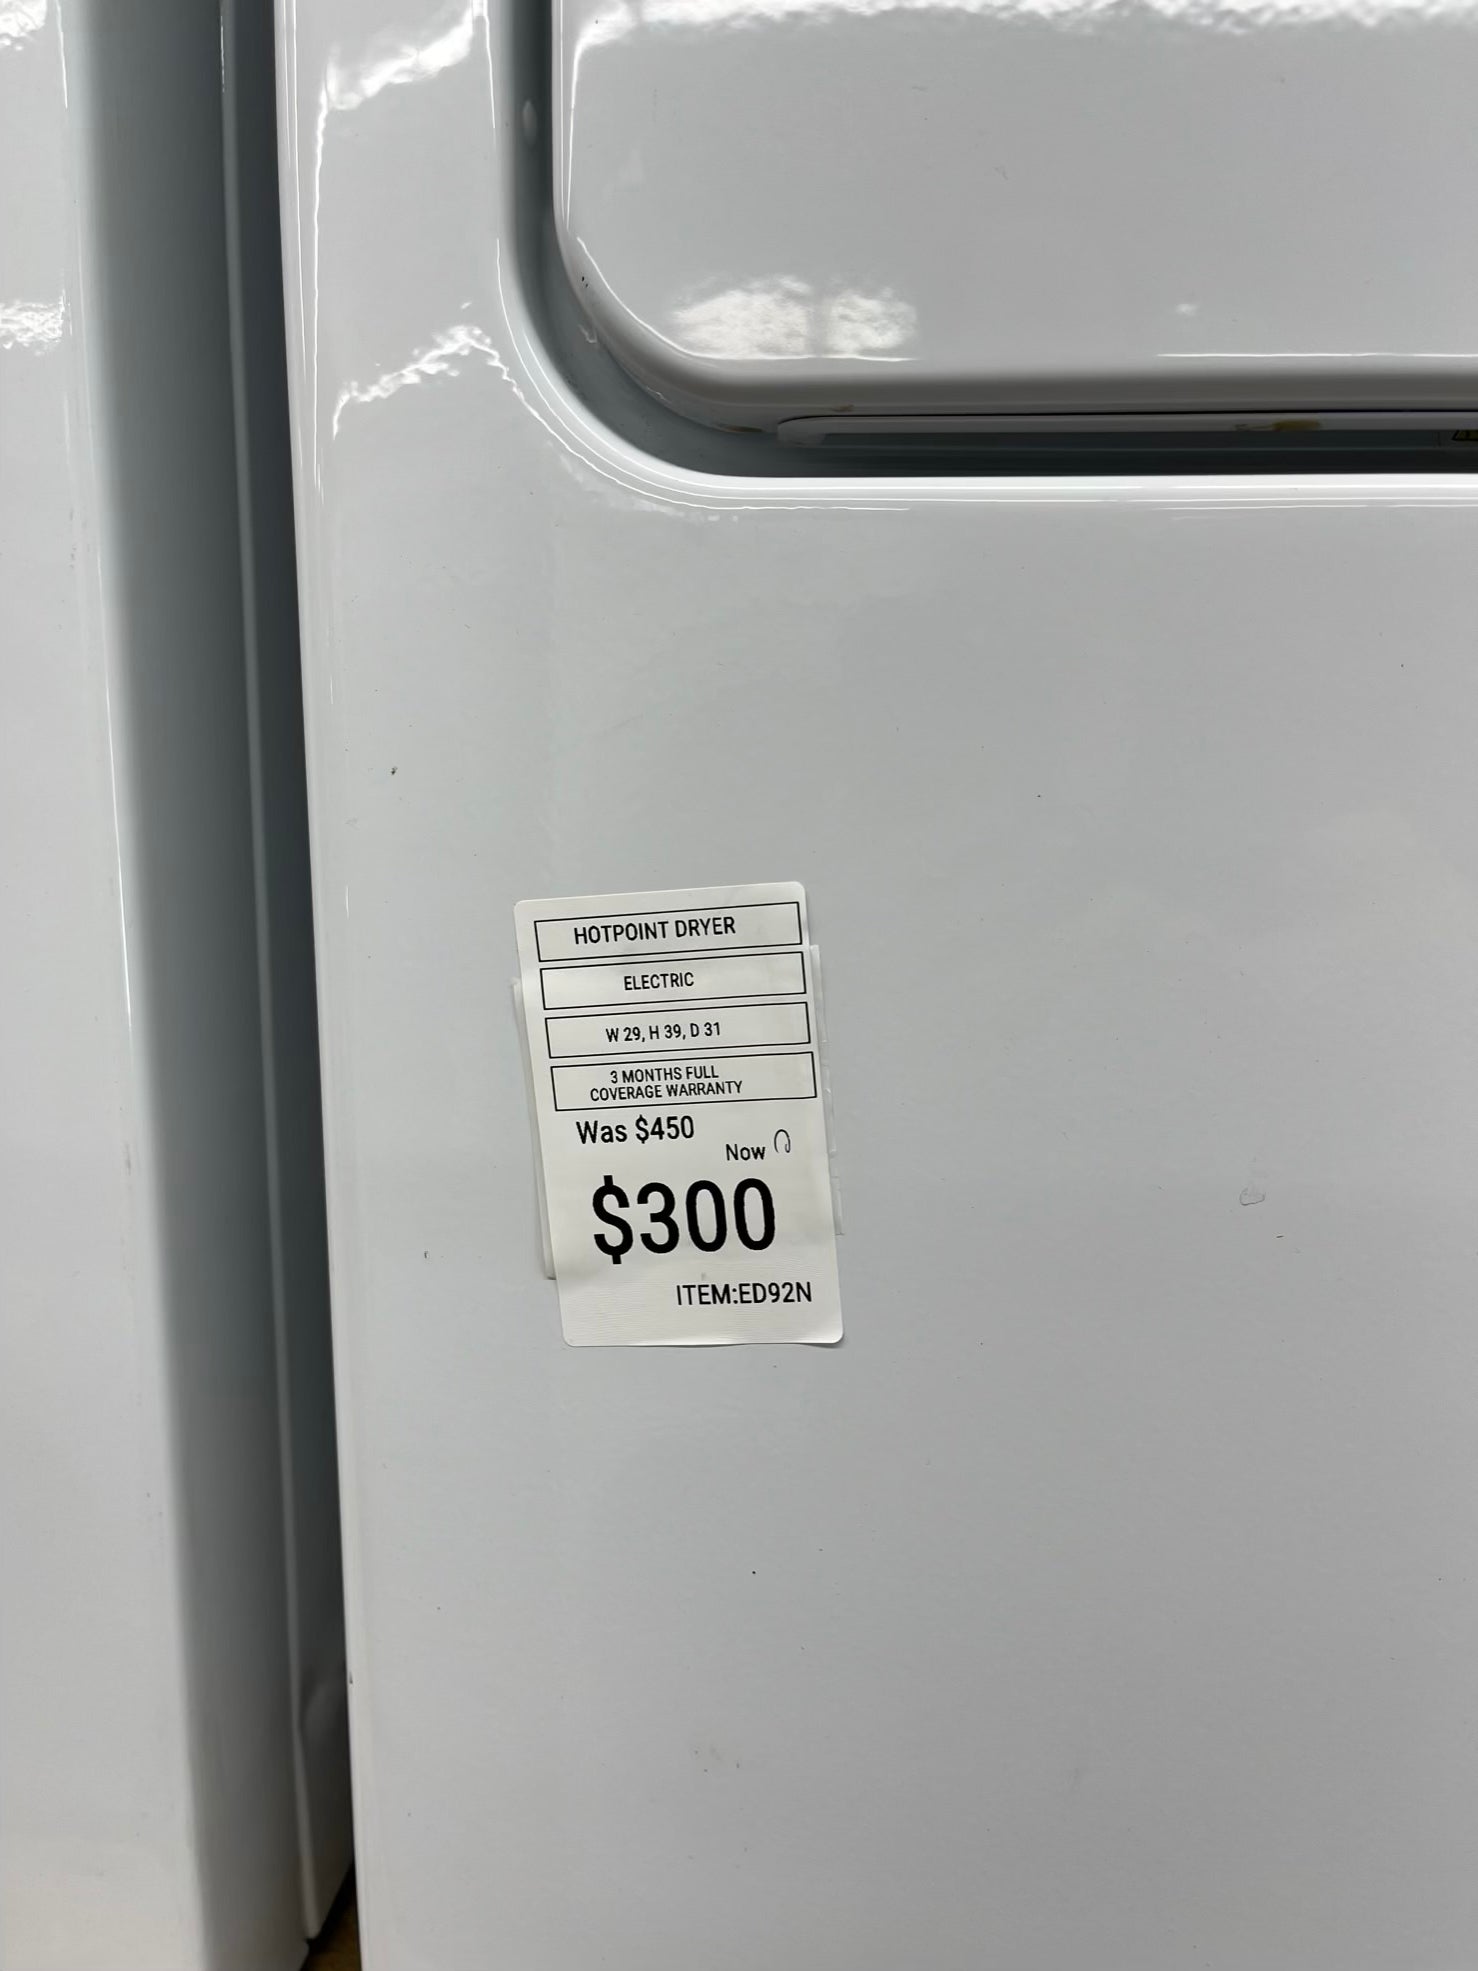 HOTPOINT DRYER
ELECTRIC
W 29, H 39, D 31
3 MONTHS FULL
COVERAGE WARRANTY
Was $450
Now
$300
ITEM:ED92N